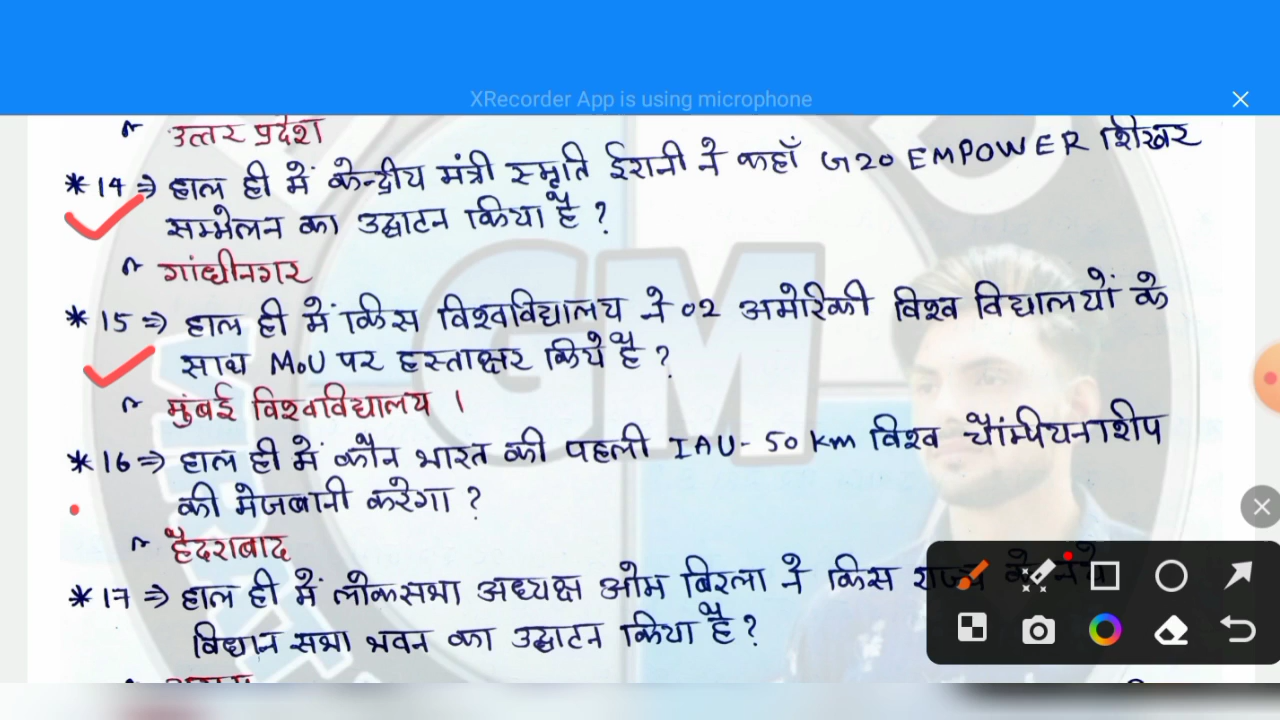 XRecorder App is using microphone
उत्तर प्रदेश
* 14 ⇒ हाल ही में केन्द्रीय मंत्री स्मृति ईरानी ने कहाँ G20 EMPOWER शिखर
सम्मेलन का उद्घाटन किया है ?
गांधीनगर
* 15 ⇒ हाल ही में किस विश्वविद्यालय ने 02 अमेरिकी विश्व विद्यालयों के
साथ MoU पर हस्ताक्षर किये है ?
मुंबई विश्वविद्यालय ।
* 16 ⇒ हाल ही में कौन भारत की पहली IAU-50 km विश्व चैंम्पियनाशीप
की मेजबानी करेगा ?
हैदराबाद
* 17 ⇒ हाल ही में लोकसभा अध्यक्ष ओम बिरला ने किस राज्य के
विधान सभा भवन का उद्घाटन किया है ?
GM